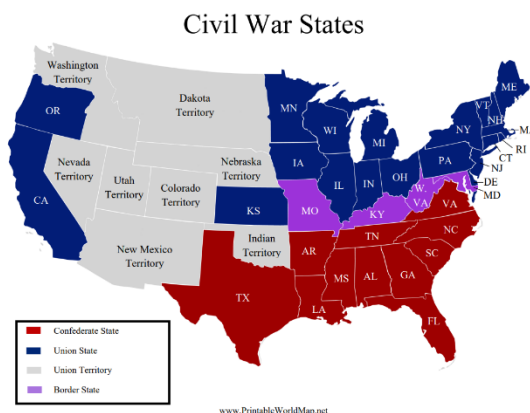 Civil War States
Washington
Territory
ME
OR
Dakota
Territory
MN
VT
NH
MA
WI
NY
RI
MI
CT
Nevada
Territory
Nebraska
Territory
IA
PA
NJ
Utah
Territory
Colorado
Territory
IL
IN
OH
DE
MD
CA
KS
MO
KY
W.
VA
VA
New Mexico
Territory
Indian
Territory
AR
TN
NC
SC
MS
AL
GA
TX
LA
FL
Confederate State
Union State
Union Territory
Border State
www.PrintableWorldMap.net